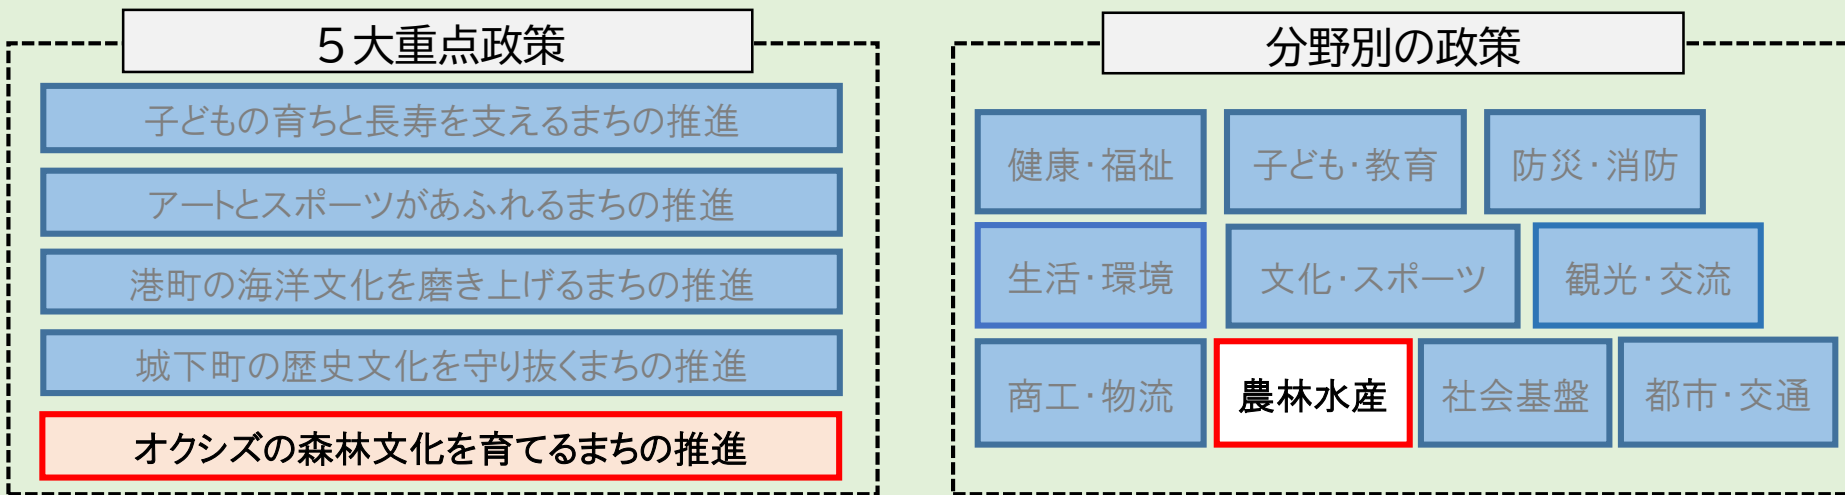 ５大重点政策
子どもの育ちと長寿を支えるまちの推進
アートとスポーツがあふれるまちの推進
港町の海洋文化を磨き上げるまちの推進
城下町の歴史文化を守り抜くまちの推進
オクシズの森林文化を育てるまちの推進
分野別の政策
健康・福祉
子ども・教育
防災・消防
生活・環境
文化・スポーツ
観光・交流
商工・物流
農林水産
社会基盤
都市・交通